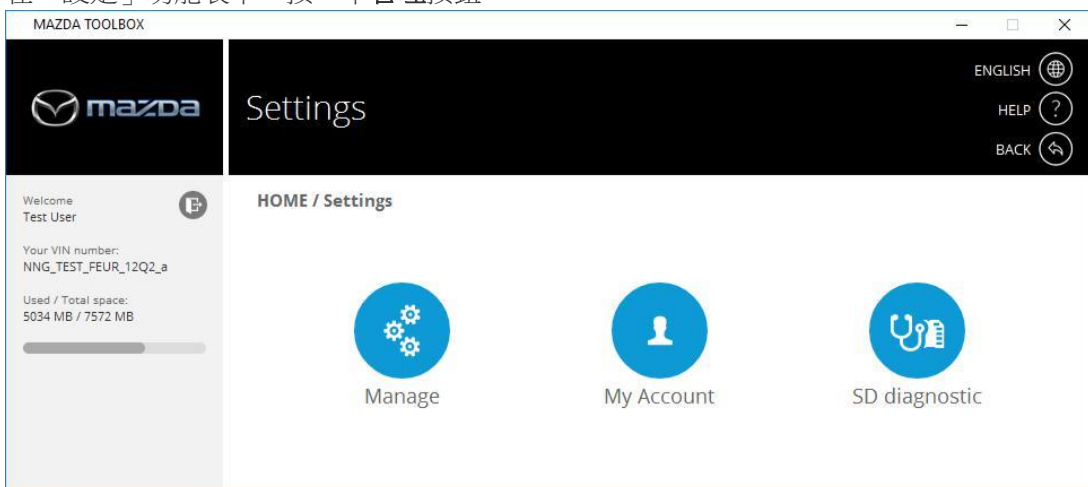 MAZDA TOOLBOX
mazda
Settings
ENGLISH
HELP
?
BACK
Welcome
Test User
Your VIN number:
NNG_TEST_FEUR_12Q2_a
Used / Total space:
5034 MB / 7572 MB
HOME / Settings
Manage
My Account
SD diagnostic